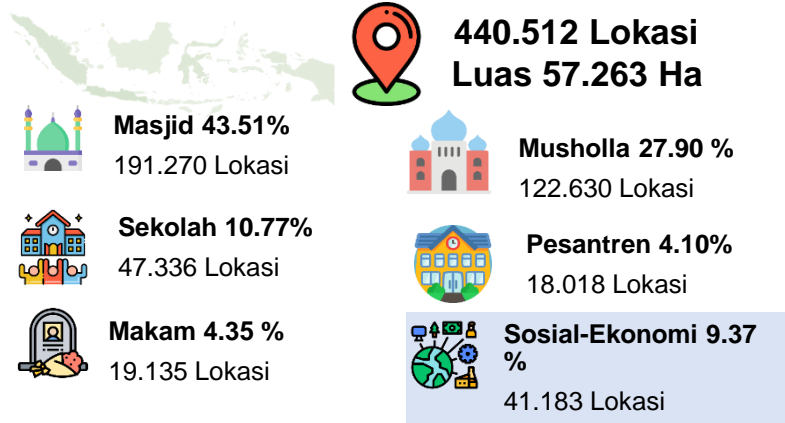 440.512 Lokasi
Luas 57.263 Ha
Masjid 43.51%
191.270 Lokasi
Musholla 27.90 %
122.630 Lokasi
Sekolah 10.77%
47.336 Lokasi
Pesantren 4.10%
18.018 Lokasi
Makam 4.35 %
19.135 Lokasi
Sosial-Ekonomi 9.37
%
41.183 Lokasi